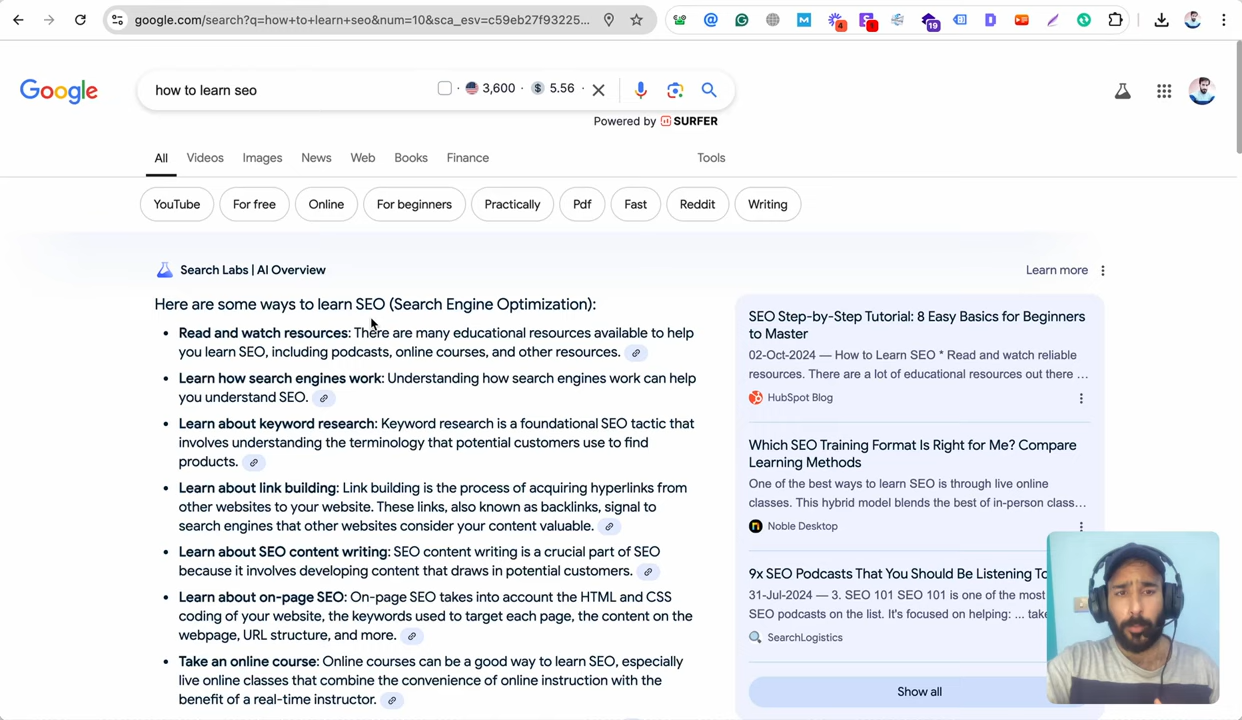 google.com/search?q=how+to+learn+seo&num=10&sca_esv=c59eb27f93225...
4
5
19
Google
how to learn seo
3,600 · $ 5.56 ·
Powered by SURFER
All Videos Images News Web Books Finance Tools
YouTube For free Online For beginners Practically Pdf Fast Reddit Writing
Search Labs | AI Overview
Learn more
Here are some ways to learn SEO (Search Engine Optimization):
• Read and watch resources: There are many educational resources available to help
you learn SEO, including podcasts, online courses, and other resources.
• Learn how search engines work: Understanding how search engines work can help
you understand SEO.
• Learn about keyword research: Keyword research is a foundational SEO tactic that
involves understanding the terminology that potential customers use to find
products.
• Learn about link building: Link building is the process of acquiring hyperlinks from
other websites to your website. These links, also known as backlinks, signal to
search engines that other websites consider your content valuable.
• Learn about SEO content writing: SEO content writing is a crucial part of SEO
because it involves developing content that draws in potential customers.
• Learn about on-page SEO: On-page SEO takes into account the HTML and CSS
coding of your website, the keywords used to target each page, the content on the
webpage, URL structure, and more.
• Take an online course: Online courses can be a good way to learn SEO, especially
live online classes that combine the convenience of online instruction with the
benefit of a real-time instructor.
SEO Step-by-Step Tutorial: 8 Easy Basics for Beginners
to Master
02-Oct-2024 — How to Learn SEO * Read and watch reliable
resources. There are a lot of educational resources out there ...
HubSpot Blog
Which SEO Training Format Is Right for Me? Compare
Learning Methods
One of the best ways to learn SEO is through live online
classes. This hybrid model blends the best of in-person class...
Noble Desktop
9x SEO Podcasts That You Should Be Listening To
31-Jul-2024 — 3. SEO 101 SEO 101 is one of the most
SEO podcasts on the list. It's focused on helping: ... take
SearchLogistics
Show all